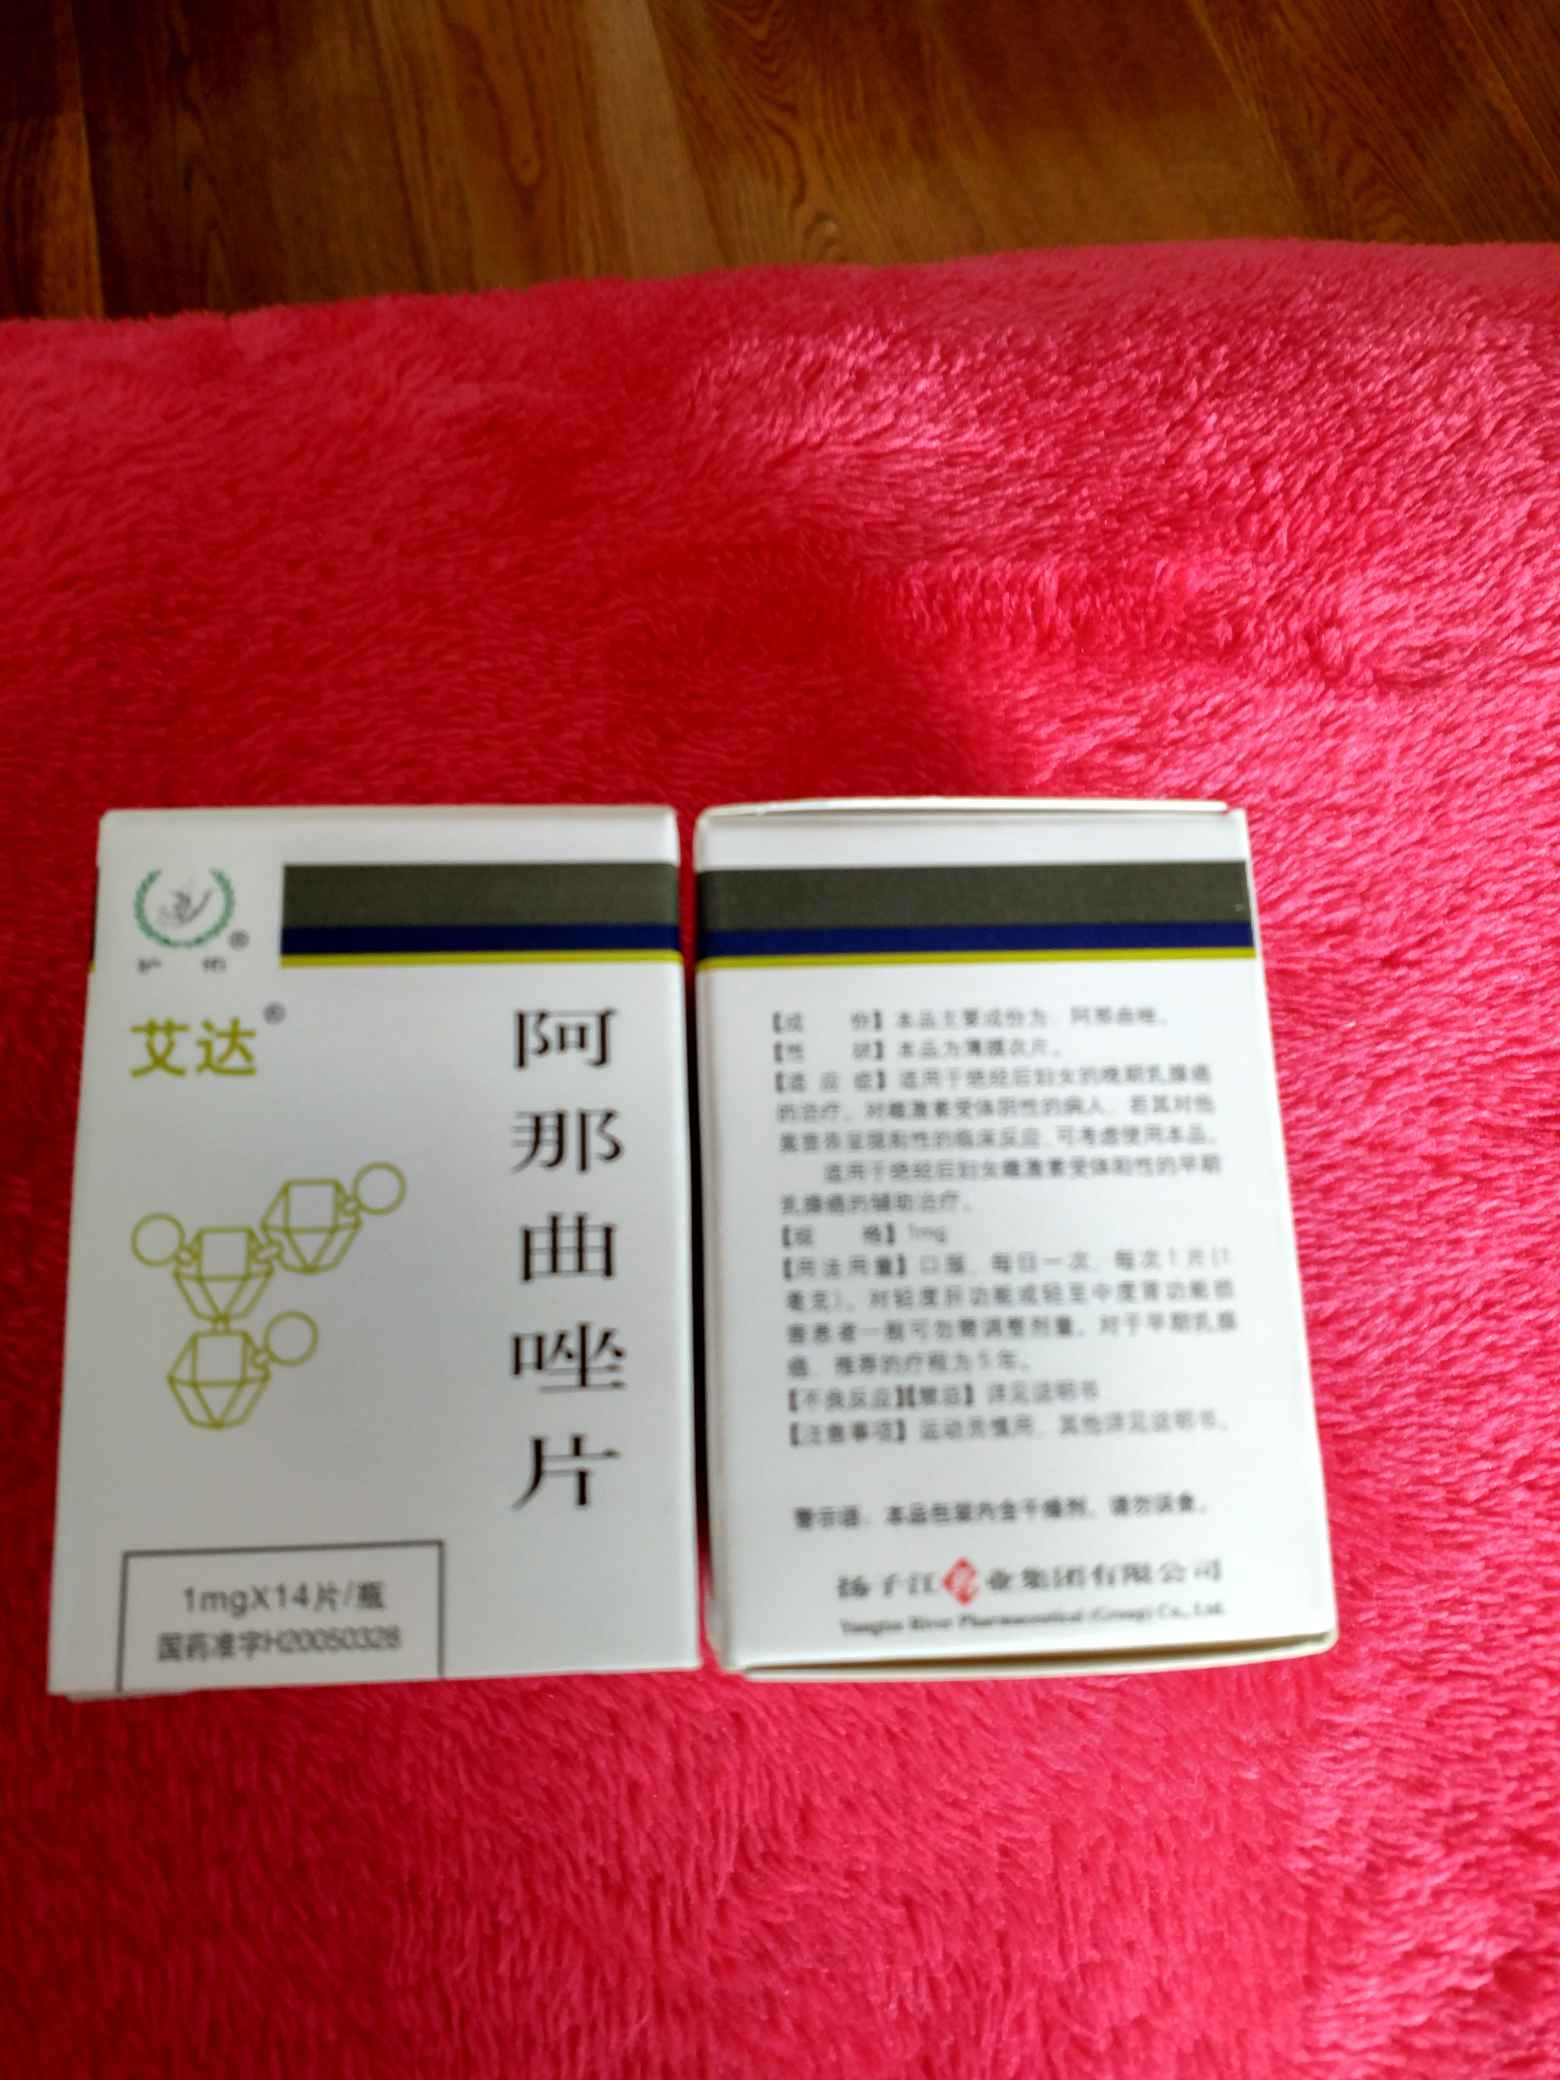 艾达®
阿那曲唑片
1mgX14片/瓶
国药准字H20050328
【成 份】本品主要成份为：阿那曲唑。
【性 状】本品为薄膜衣片。
【适 应 症】适用于绝经后妇女的晚期乳腺癌
的治疗。对雌激素受体阴性的病人，若其对他
莫昔芬呈现阳性的临床反应，可考虑使用本品。
适用于绝经后妇女雌激素受体阳性的早期
乳腺癌的辅助治疗。
【规 格】1mg
【用法用量】口服，每日一次，每次1片(1
毫克)。对轻度肝功能或轻至中度肾功能损
害患者一般可勿需调整剂量。对于早期乳腺
癌，推荐的疗程为5年。
【不良反应】【禁忌】详见说明书
【注意事项】运动员慎用，其他详见说明书。
警示语：本品包装内含干燥剂，请勿误食。
扬子江药业集团有限公司
Yangtze River Pharmaceutical (Group) Co., Ltd.